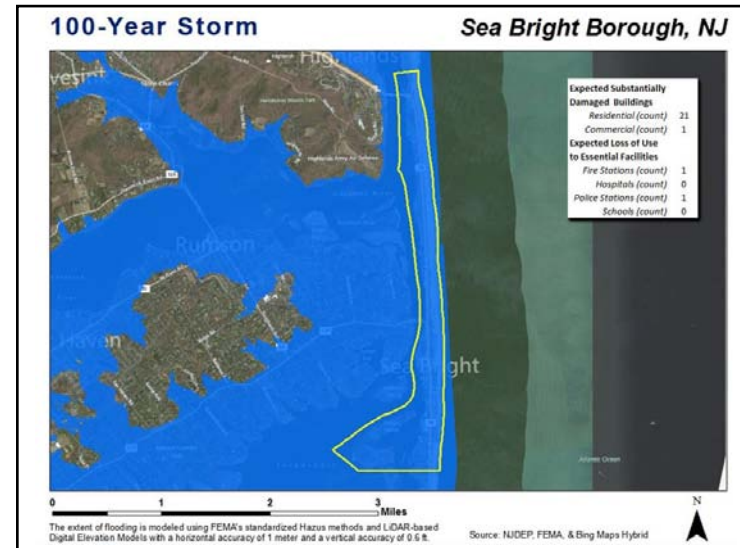 100-Year Storm
Sea Bright Borough, NJ
Highlands
Expected Substantially
Damaged Buildings
Residential (count) 21
Commercial (count) 1
Expected Loss of Use
to Essential Facilities
Fire Stations (count) 1
Hospitals (count) 0
Police Stations (count) 1
Schools (count) 0
Rumson
Haven
Sea Bright
Atlantic Ocean
0 1 2 3
Miles
N
The extent of flooding is modeled using FEMA's standardized Hazus methods and LiDAR-based
Digital Elevation Models with a horizontal accuracy of 1 meter and a vertical accuracy of 0.6 ft.
Source: NJDEP, FEMA, & Bing Maps Hybrid